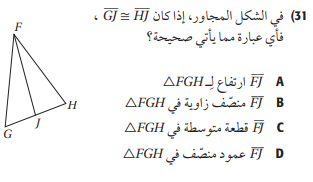 31) في الشكل المجاور، إذا كان GJ ≅ HJ ،
فأي عبارة مما يأتي صحيحة؟
A FJ ارتفاع لِـ △FGH
B FJ منصّف زاوية في △FGH
C FJ قطعة متوسطة في △FGH
D FJ عمود منصّف في △FGH
F
H
J
G